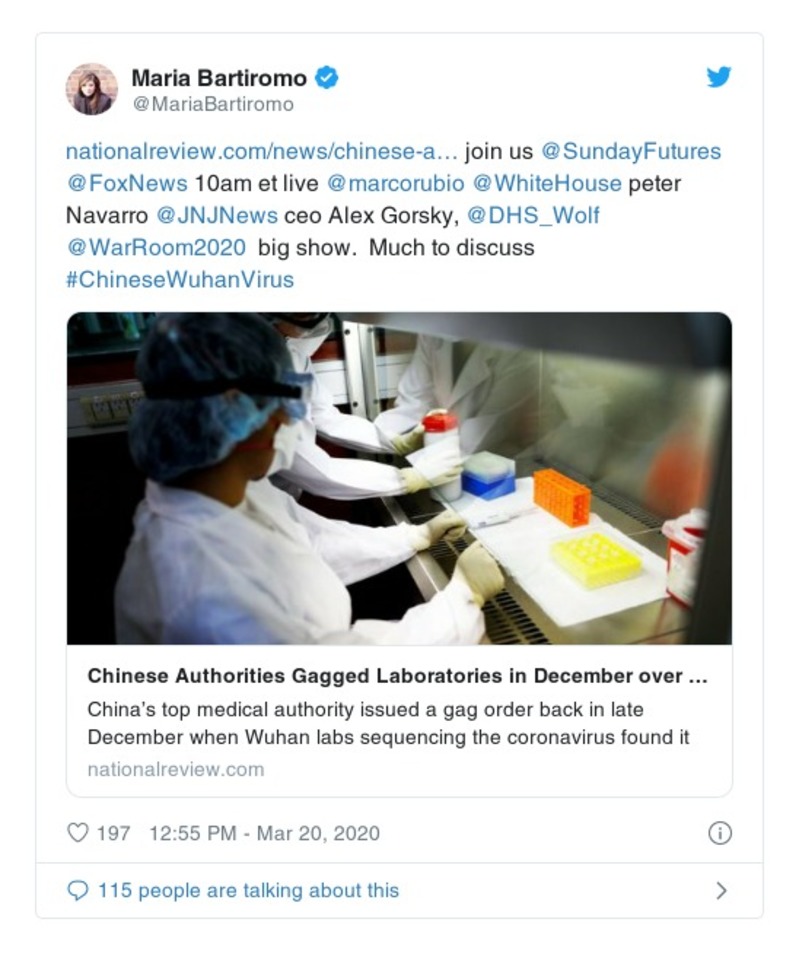 Maria Bartiromo
@MariaBartiromo
nationalreview.com/news/chinese-a… join us @SundayFutures
@FoxNews 10am et live @marcorubio @WhiteHouse peter
Navarro @JNJNews ceo Alex Gorsky, @DHS_Wolf
@WarRoom2020  big show.  Much to discuss
#ChineseWuhanVirus
Chinese Authorities Gagged Laboratories in December over ...
China's top medical authority issued a gag order back in late
December when Wuhan labs sequencing the coronavirus found it
nationalreview.com
197 12:55 PM - Mar 20, 2020
115 people are talking about this